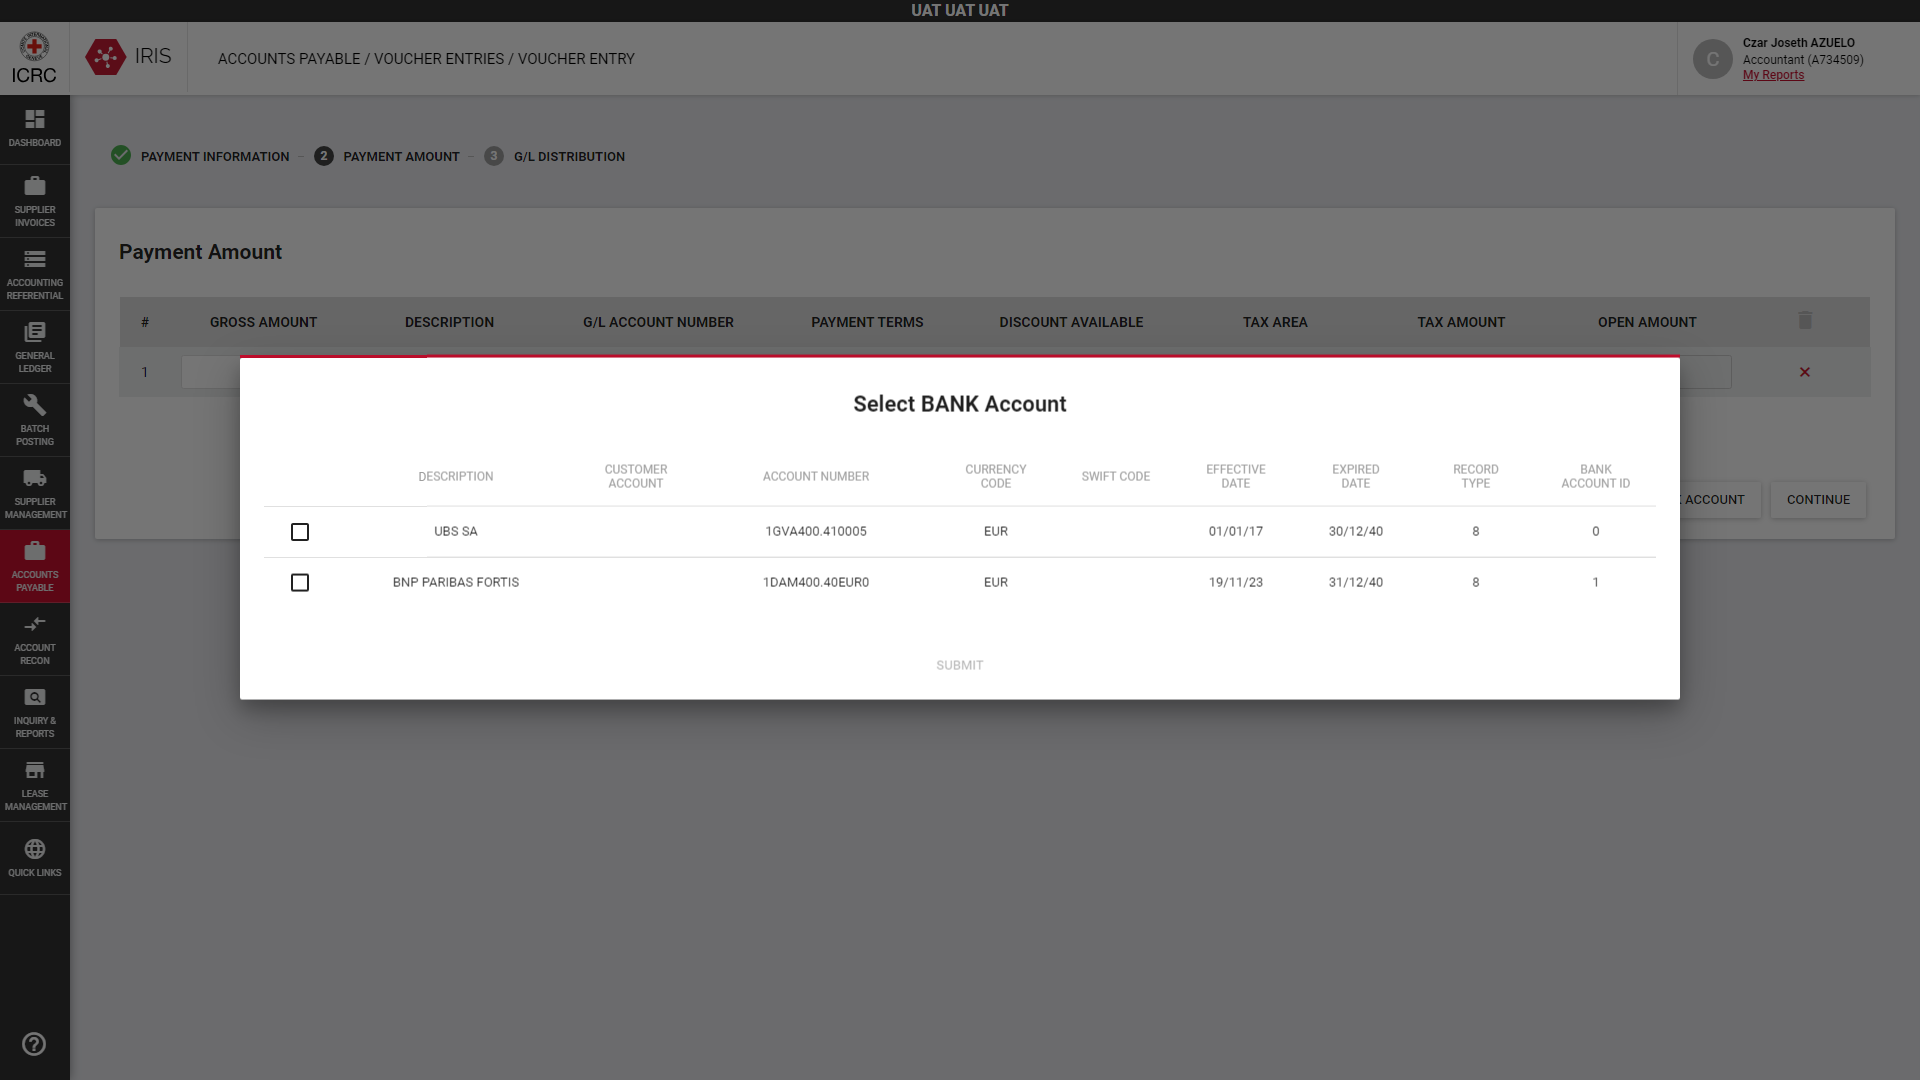 UAT UAT UAT
ICRC
IRIS
ACCOUNTS PAYABLE / VOUCHER ENTRIES / VOUCHER ENTRY
C
Czar Joseth AZUELO
Accountant (A734509)
My Reports
DASHBOARD
SUPPLIER
INVOICES
ACCOUNTING
REFERENTIAL
GENERAL
LEDGER
BATCH
POSTING
SUPPLIER
MANAGEMENT
ACCOUNTS
PAYABLE
ACCOUNT
RECON
INQUIRY &
REPORTS
LEASE
MANAGEMENT
QUICK LINKS
PAYMENT INFORMATION – 2 PAYMENT AMOUNT – 3 G/L DISTRIBUTION
Payment Amount
# GROSS AMOUNT DESCRIPTION G/L ACCOUNT NUMBER PAYMENT TERMS DISCOUNT AVAILABLE TAX AREA TAX AMOUNT OPEN AMOUNT
1
ACCOUNT CONTINUE
Select BANK Account
DESCRIPTION CUSTOMER ACCOUNT ACCOUNT NUMBER CURRENCY CODE SWIFT CODE EFFECTIVE DATE EXPIRED DATE RECORD TYPE BANK ACCOUNT ID
UBS SA 1GVA400.410005 EUR 01/01/17 30/12/40 8 0
BNP PARIBAS FORTIS 1DAM400.40EUR0 EUR 19/11/23 31/12/40 8 1
SUBMIT